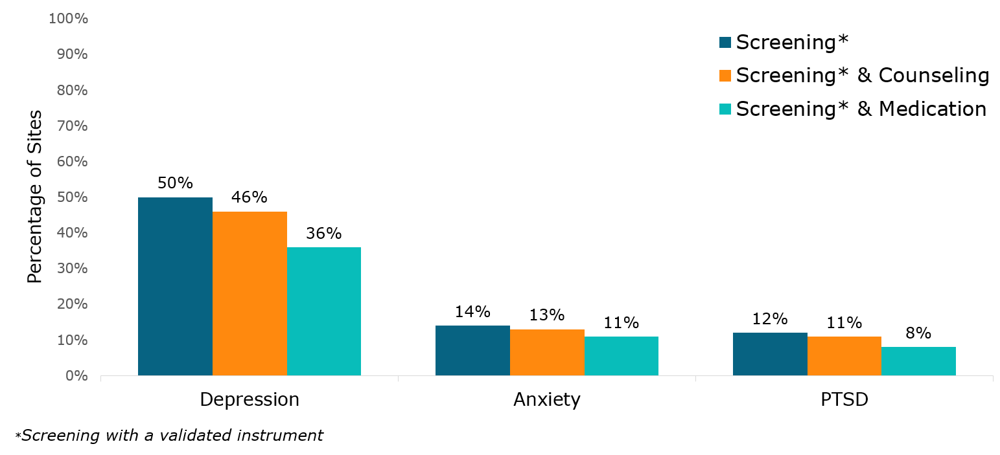 100%
90%
80%
70%
60%
50%
40%
30%
20%
10%
0%
Percentage of Sites
Screening*
Screening* & Counseling
Screening* & Medication
50%
46%
36%
14%
13%
11%
12%
11%
8%
Depression
Anxiety
PTSD
*Screening with a validated instrument